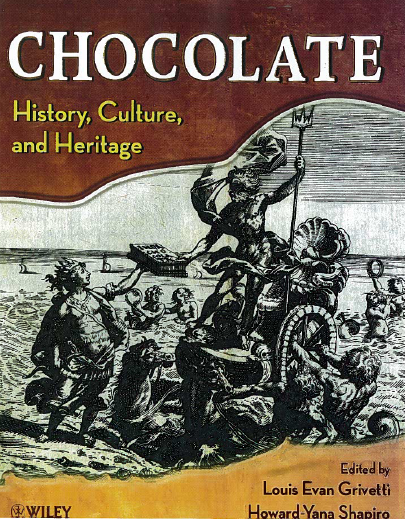 CHOCOLATE
History, Culture,
and Heritage
Edited by
Louis Evan Grivetti
Howard-Yana Shapiro
WILEY